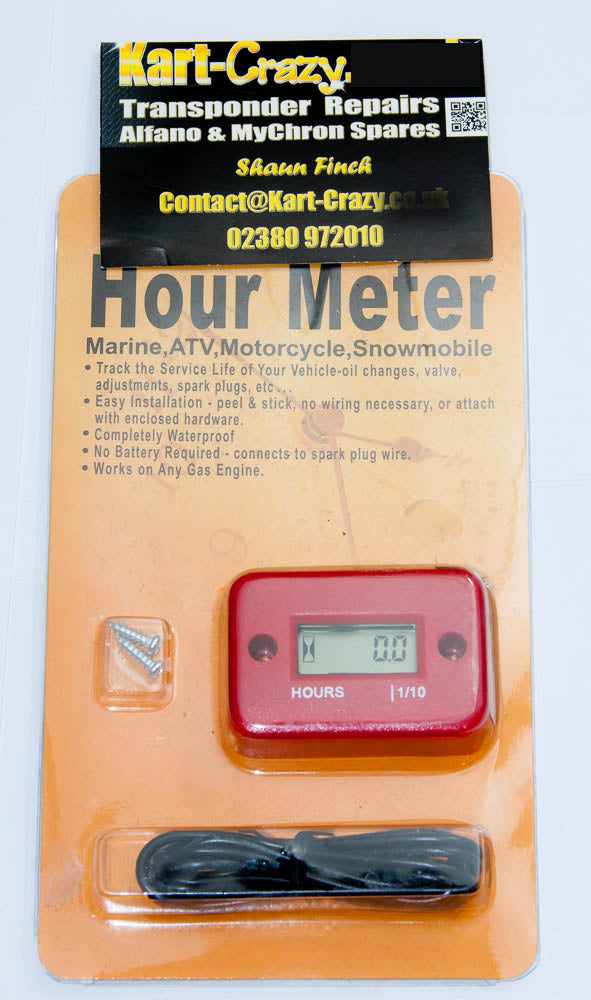 Kart-Crazy.
Transponder Repairs
Alfano & MyChron Spares
Shaun Finch
Contact@Kart-Crazy.co.uk
02380 972010
Hour Meter
Marine,ATV,Motorcycle,Snowmobile
• Track the Service Life of Your Vehicle-oil changes, valve,
adjustments, spark plugs, etc ...
• Easy Installation - peel & stick, no wiring necessary, or attach
with enclosed hardware.
• Completely Waterproof
• No Battery Required - connects to spark plug wire.
• Works on Any Gas Engine.
0.0
HOURS |1/10